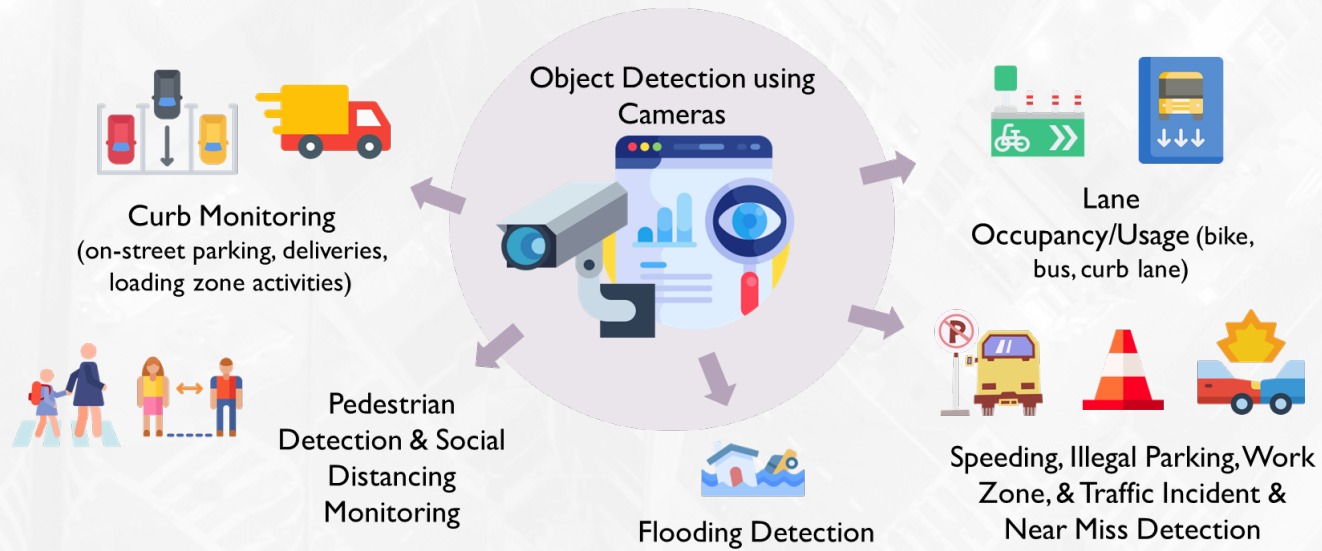 Object Detection using
Cameras
Curb Monitoring
(on-street parking, deliveries,
loading zone activities)
Lane
Occupancy/Usage (bike,
bus, curb lane)
P
Pedestrian
Detection & Social
Distancing
Monitoring
Flooding Detection
Speeding, Illegal Parking, Work
Zone, & Traffic Incident &
Near Miss Detection